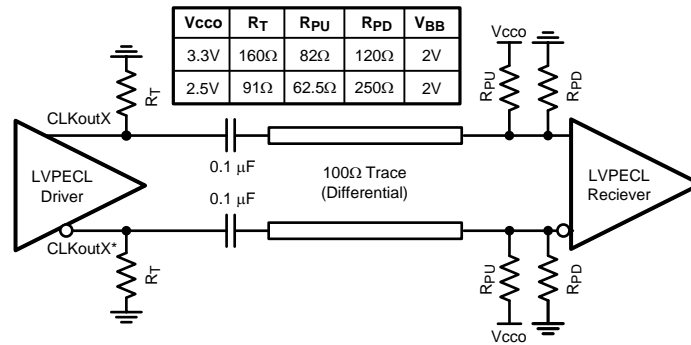 Vcco RT RPU RPD VBB
3.3V 160Ω 82Ω 120Ω 2V
2.5V 91Ω 62.5Ω 250Ω 2V
Vcco
RT
RPU
RPD
CLKoutX
LVPECL
Driver
0.1 μF
0.1 μF
100Ω Trace
(Differential)
LVPECL
Reciever
CLKoutX*
RT
RPU
RPD
Vcco